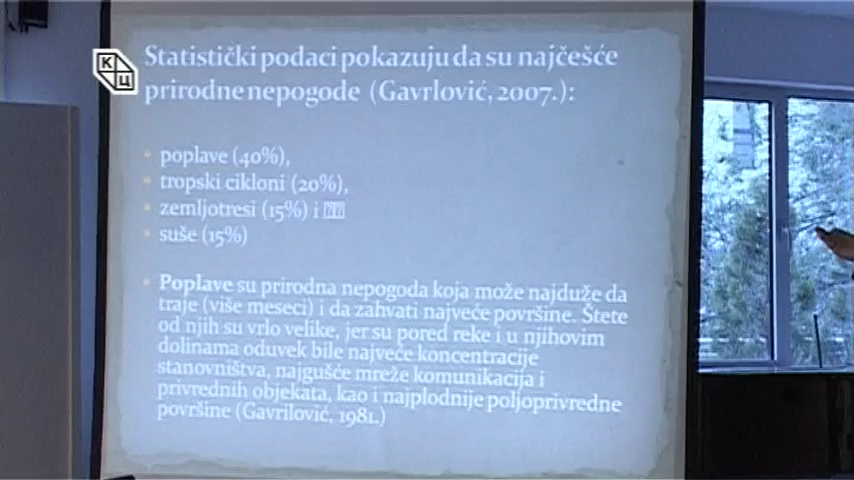 КЦ
Statistički podaci pokazuju da su najčešće
prirodne nepogode (Gavrlović, 2007.):
poplave (40%),
tropski cikloni (20%),
zemljotresi (15%) i
suše (15%)
Poplave su prirodna nepogoda koja može najduže da
traje (više meseci) i da zahvati najveće površine. Štete
od njih su vrlo velike, jer su pored reke i u njihovim
dolinama oduvek bile najveće koncentracije
stanovništva, najgušće mreže komunikacija i
privrednih objekata, kao i najplodnije poljoprivredne
površine (Gavrilović, 1981.)